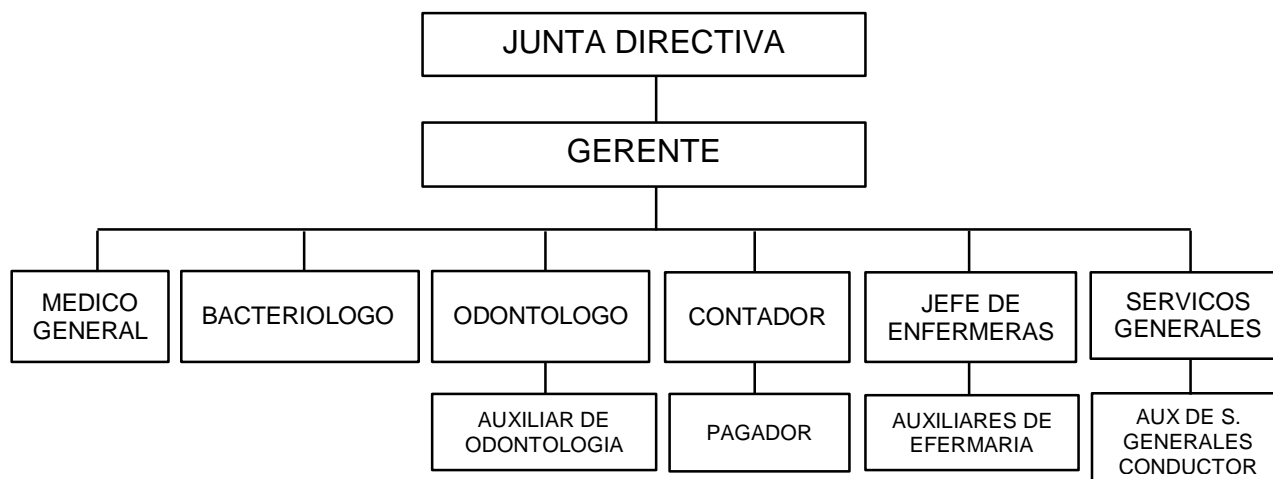 JUNTA DIRECTIVA
GERENTE
MEDICO
GENERAL
BACTERIOLOGO
ODONTOLOGO
CONTADOR
JEFE DE
ENFERMERAS
SERVICOS
GENERALES
AUXILIAR DE
ODONTOLOGIA
PAGADOR
AUXILIARES DE
EFERMARIA
AUX DE S.
GENERALES
CONDUCTOR